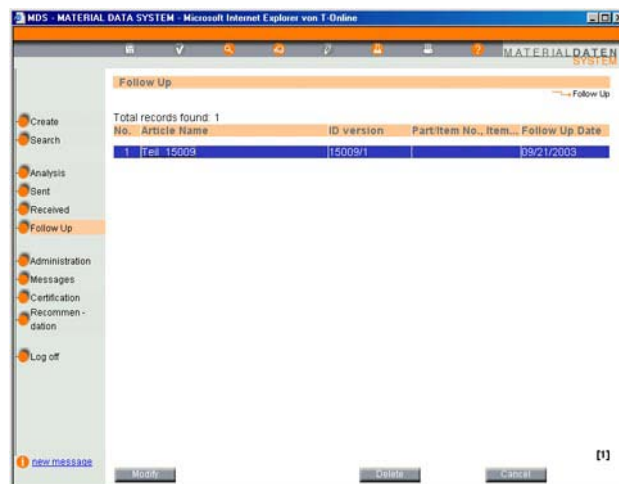 MDS - MATERIAL DATA SYSTEM - Microsoft Internet Explorer von T-Online
MATERIALDATEN
SYSTEM
Follow Up
Follow Up
Total records found: 1
No. Article Name ID version Part/Item No., Item... Follow Up Date
1 Teil 15009 15009/1 09/21/2003
Create
Search
Analysis
Sent
Received
Follow Up
Administration
Messages
Certification
Recommen -
dation
Log off
new message
[1]
Modify Delete Cancel